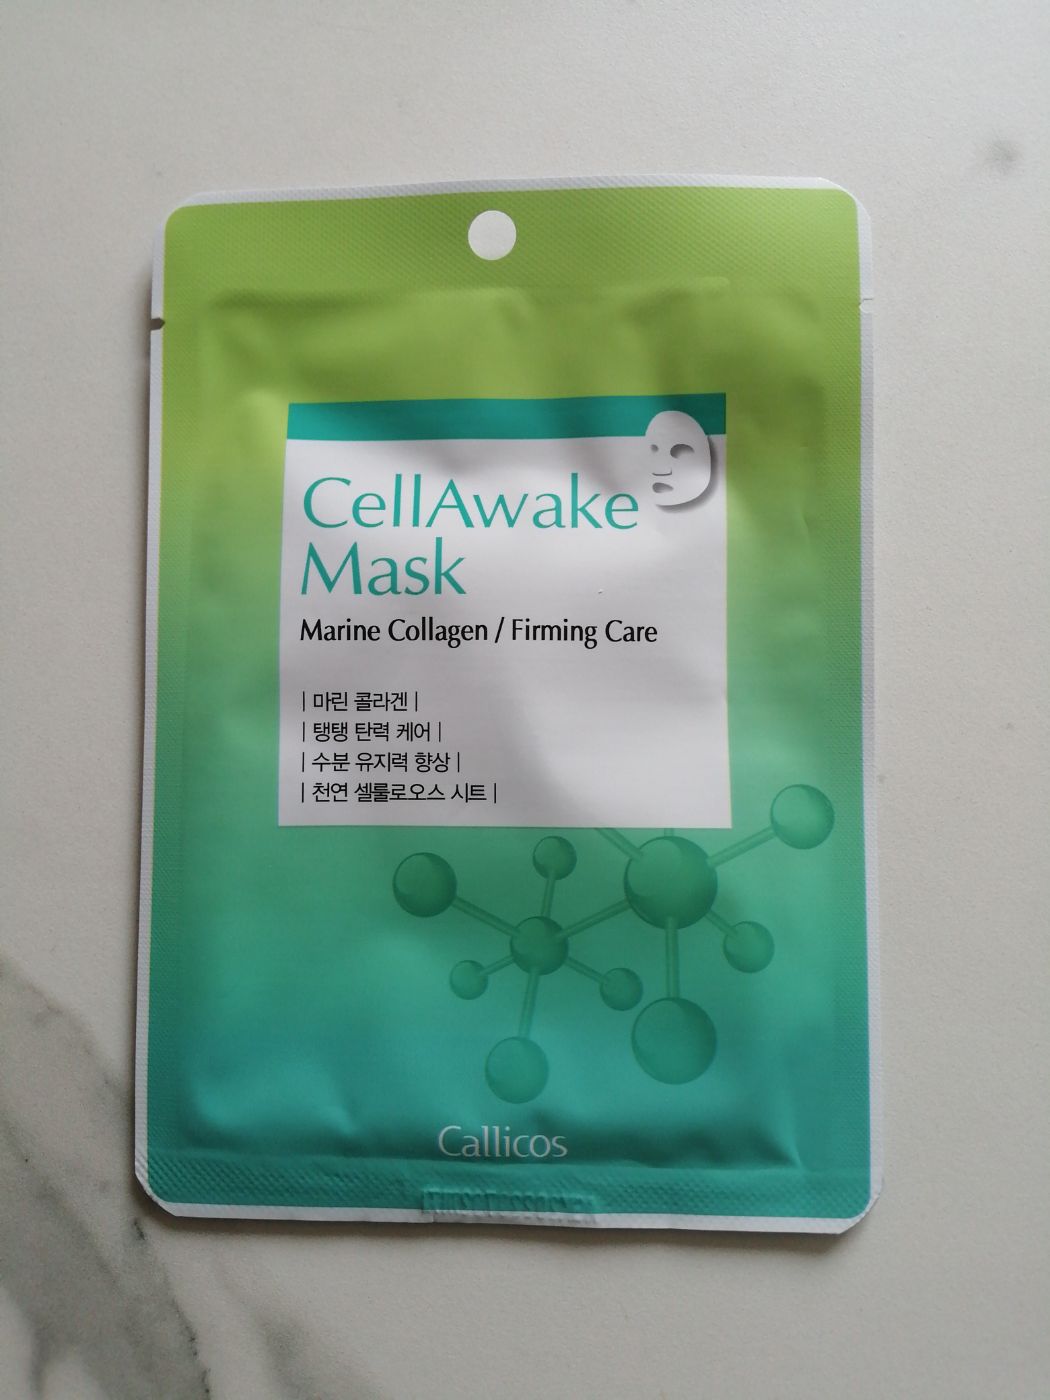 CellAwake
Mask
Marine Collagen / Firming Care
| 마린 콜라겐 |
| 탱탱 탄력 케어 |
| 수분 유지력 향상 |
| 천연 셀룰로오스 시트 |
Callicos